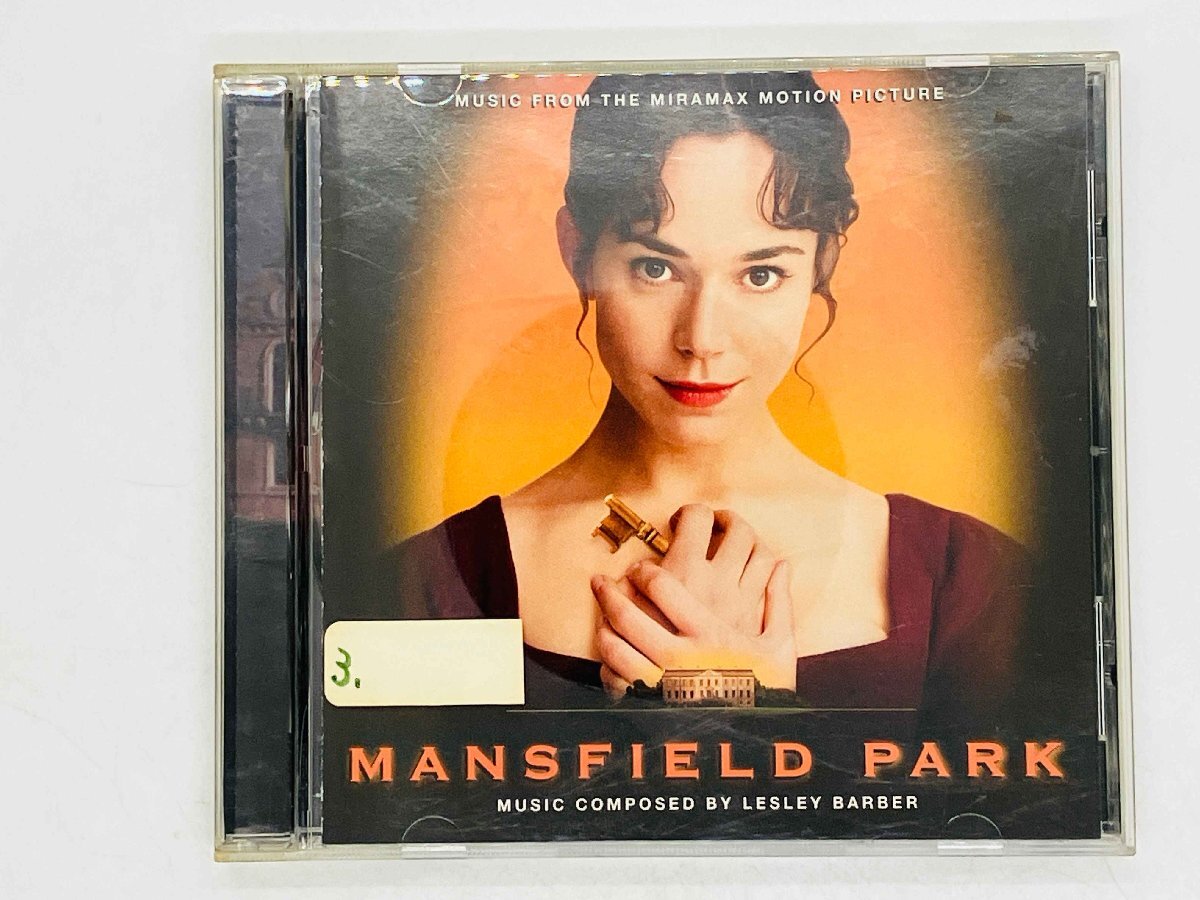 MUSIC FROM THE MIRAMAX MOTION PICTURE
3.
MANSFIELD PARK
MUSIC COMPOSED BY LESLEY BARBER